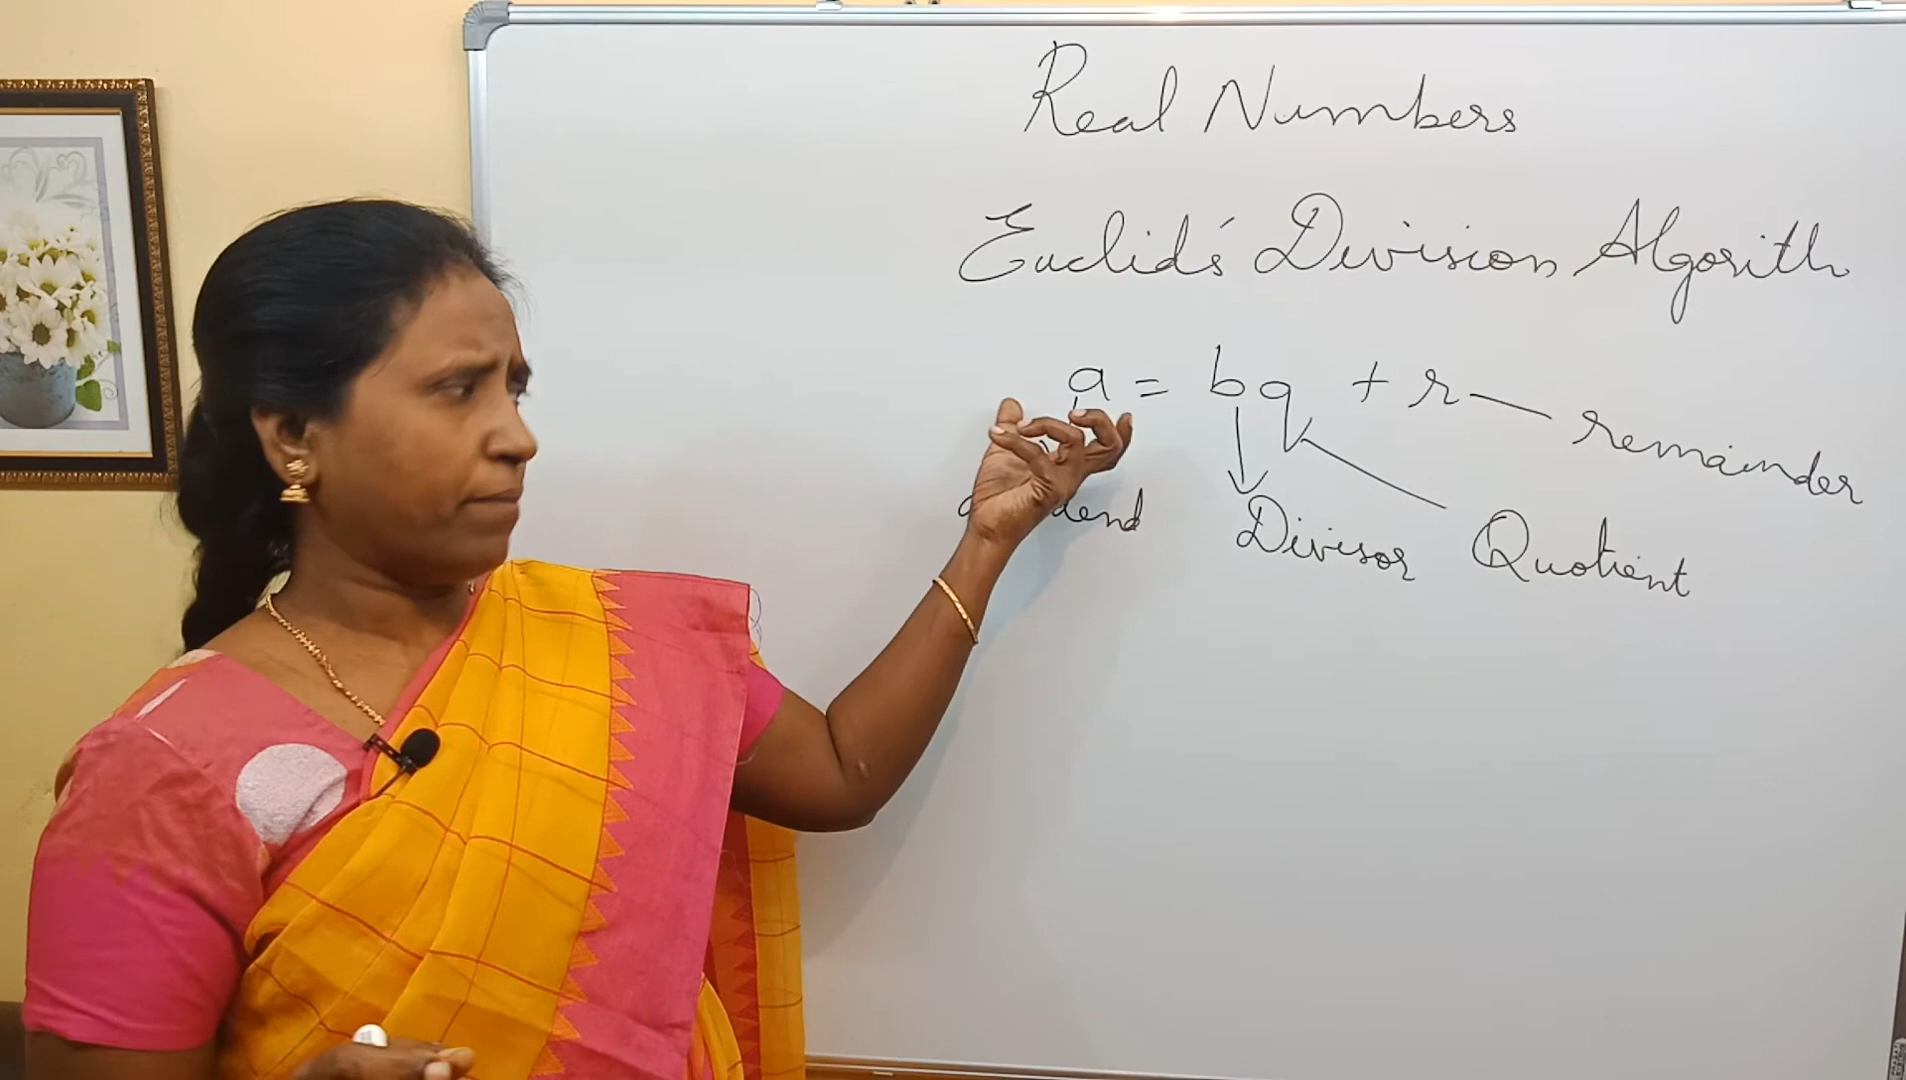 Real Numbers
Euclid's Division Algorith
a = bq + r
remainder
Divisor Quotient